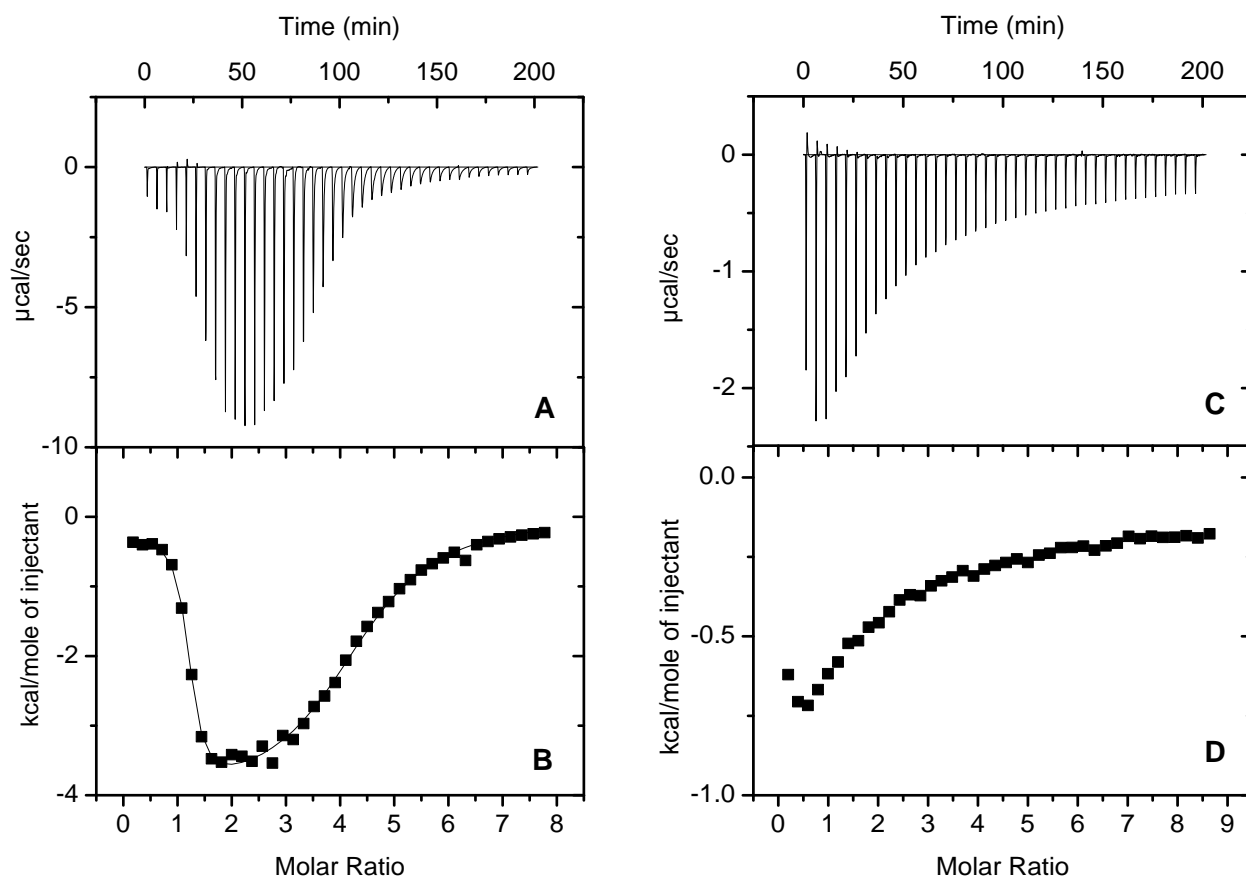 Time (min)
0 50 100 150 200
0
-5
-10
µcal/sec
A
0
-2
-4
kcal/mole of injectant
B
0 1 2 3 4 5 6 7 8
Molar Ratio
Time (min)
0 50 100 150 200
0
-1
-2
µcal/sec
C
0.0
-0.5
-1.0
kcal/mole of injectant
D
0 1 2 3 4 5 6 7 8 9
Molar Ratio